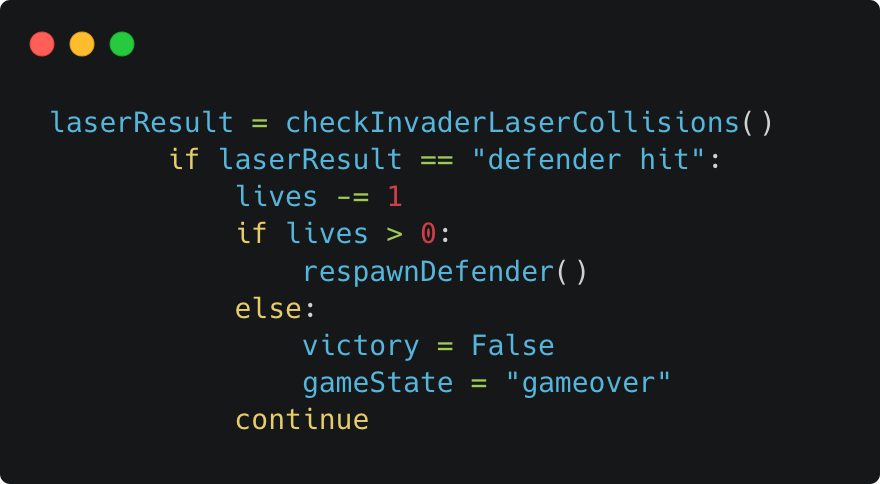 laserResult = checkInvaderLaserCollisions()
        if laserResult == "defender hit":
            lives -= 1
            if lives > 0:
                respawnDefender()
            else:
                victory = False
                gameState = "gameover"
            continue